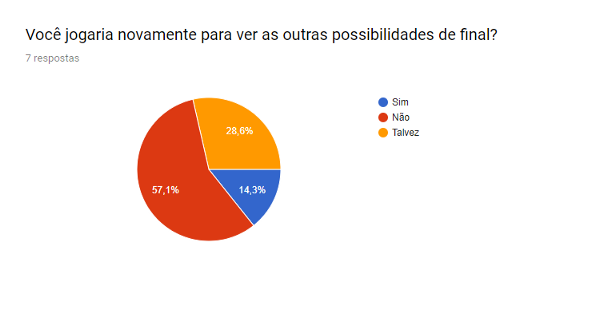 Você jogaria novamente para ver as outras possibilidades de final?
7 respostas
Sim
Não
Talvez
28,6%
57,1%
14,3%